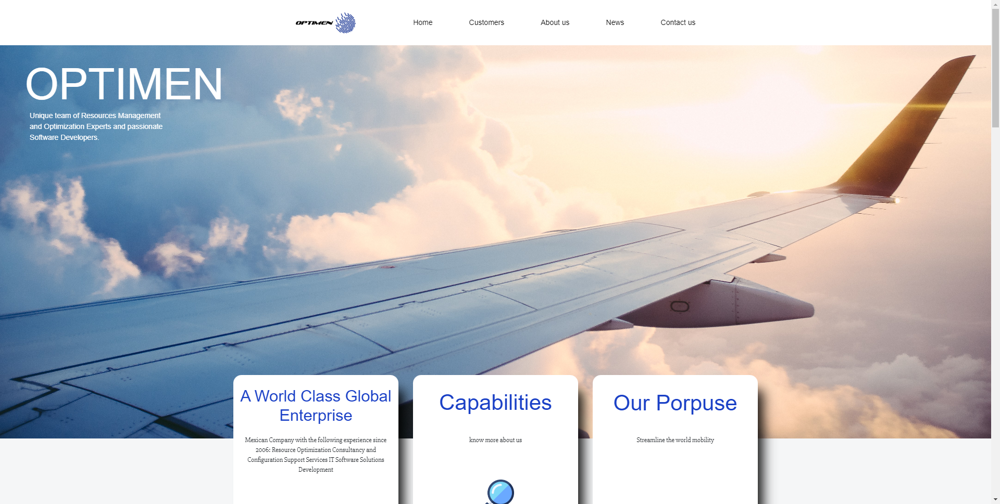 OPTIMEN
Home
Customers
About us
News
Contact us
OPTIMEN
Unique team of Resources Management
and Optimization Experts and passionate
Software Developers.
A World Class Global
Enterprise
Mexican Company with the following experience since
2006: Resource Optimization Consultancy and
Configuration Support Services IT Software Solutions
Development
Capabilities
know more about us
Our Porpuse
Streamline the world mobility